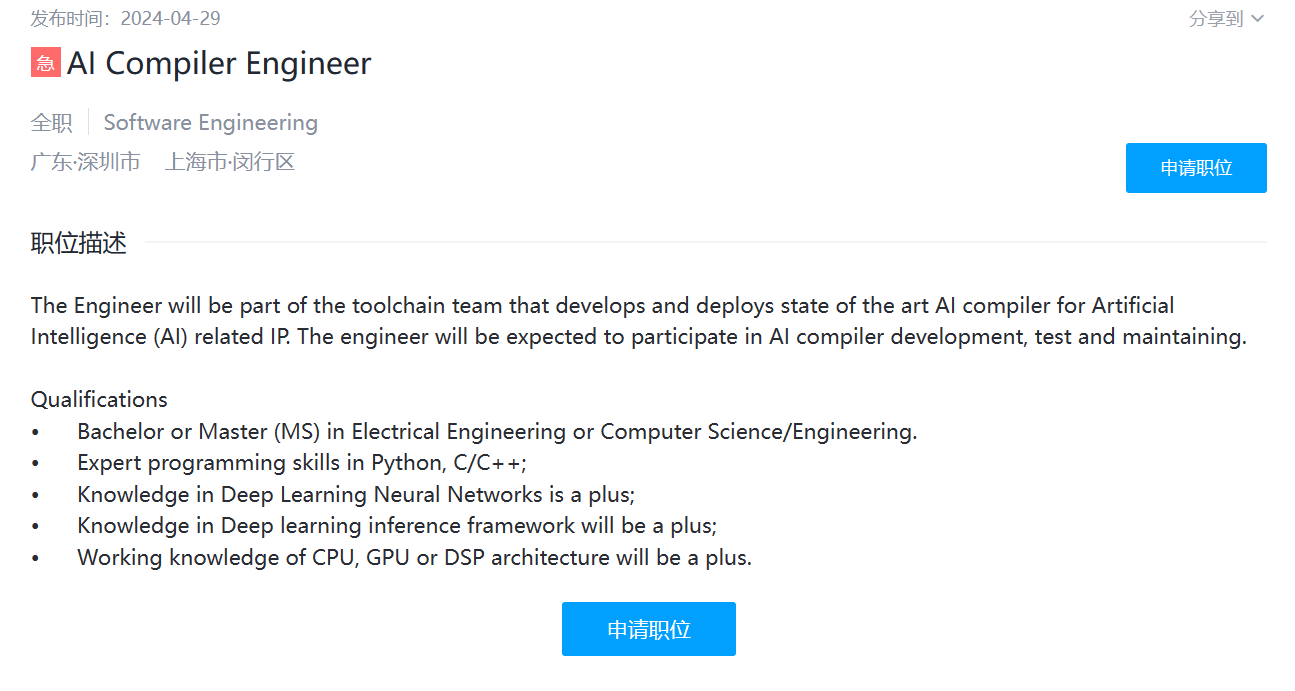 发布时间：2024-04-29
分享到
急 AI Compiler Engineer
全职 Software Engineering
广东·深圳市 上海市·闵行区
申请职位
职位描述
The Engineer will be part of the toolchain team that develops and deploys state of the art AI compiler for Artificial
Intelligence (AI) related IP. The engineer will be expected to participate in AI compiler development, test and maintaining.
Qualifications
• Bachelor or Master (MS) in Electrical Engineering or Computer Science/Engineering.
• Expert programming skills in Python, C/C++;
• Knowledge in Deep Learning Neural Networks is a plus;
• Knowledge in Deep learning inference framework will be a plus;
• Working knowledge of CPU, GPU or DSP architecture will be a plus.
申请职位